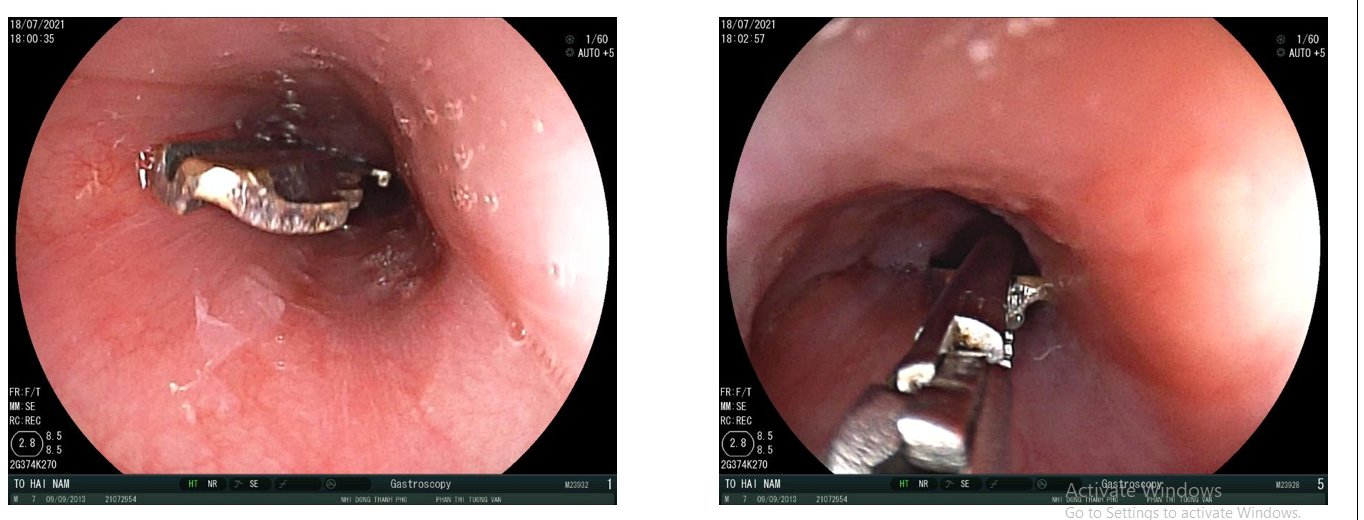 18/07/2021
18:00:35
1/60
AUTO +5
FR:F/T
MM:SE
RC:REC
2.8
8.5
8.5
2G374K270
TO HAI NAM
HT NR
SE
Gastroscopy
M23932
1
M 7 09/09/2013 21072954
NHI DONG THANH PHO
PHAN THI TUONG VAN
18/07/2021
18:02:57
1/60
AUTO +5
FR:F/T
MM:SE
RC:REC
2.8
8.5
8.5
2G374K270
TO HAI NAM
HT NR
SE
Gastroscopy
M23928
5
M 7 09/09/2013 21072954
NHI DONG THANH PHO
PHAN THI TUONG VAN
Activate Windows
Go to Settings to activate Windows.